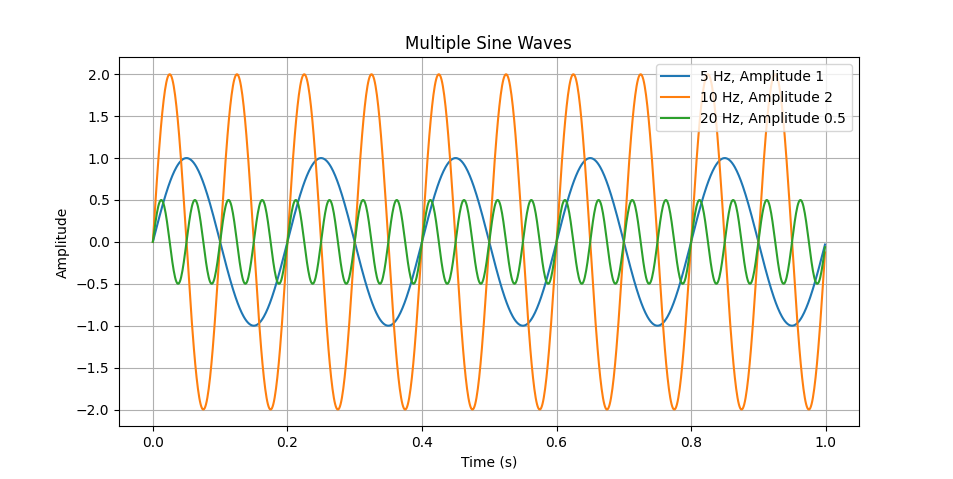 Multiple Sine Waves
5 Hz, Amplitude 1
10 Hz, Amplitude 2
20 Hz, Amplitude 0.5
Amplitude
2.0
1.5
1.0
0.5
0.0
−0.5
−1.0
−1.5
−2.0
0.0 0.2 0.4 0.6 0.8 1.0
Time (s)